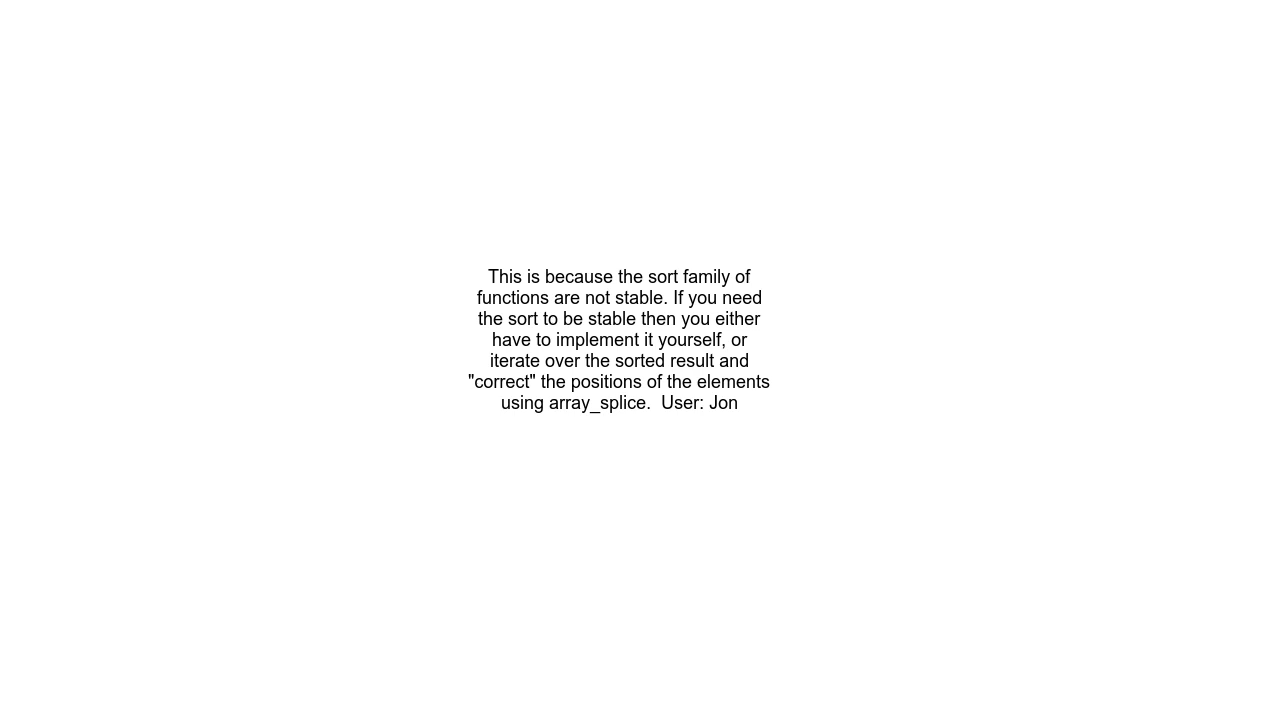 This is because the sort family of
functions are not stable. If you need
the sort to be stable then you either
have to implement it yourself, or
iterate over the sorted result and
"correct" the positions of the elements
using array_splice.  User: Jon